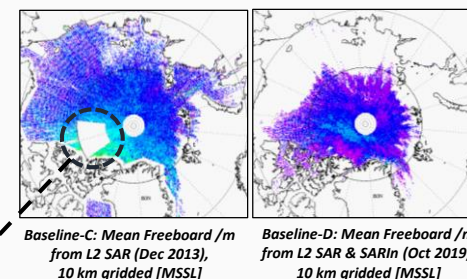 Baseline-C: Mean Freeboard /m
from L2 SAR (Dec 2013),
10 km gridded [MSSL]
Baseline-D: Mean Freeboard /m
from L2 SAR & SARIn (Oct 2019)
10 km gridded [MSSL]